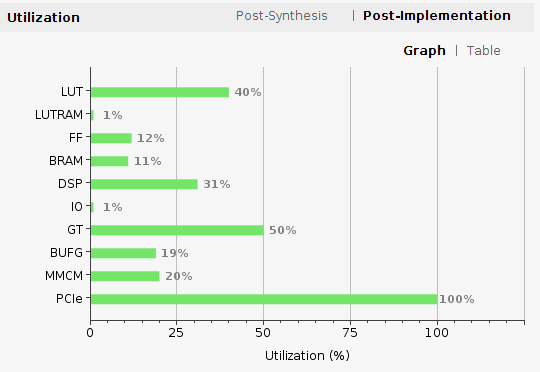 Utilization Post-Synthesis | Post-Implementation
Graph | Table
LUT 40%
LUTRAM 1%
FF 12%
BRAM 11%
DSP 31%
IO 1%
GT 50%
BUFG 19%
MMCM 20%
PCIe 100%
0 25 50 75 100
Utilization (%)